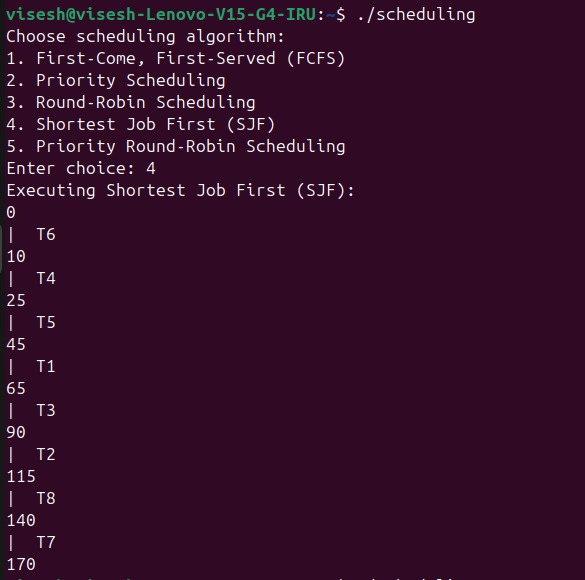 visesh@visesh-Lenovo-V15-G4-IRU:~$ ./scheduling
Choose scheduling algorithm:
1. First-Come, First-Served (FCFS)
2. Priority Scheduling
3. Round-Robin Scheduling
4. Shortest Job First (SJF)
5. Priority Round-Robin Scheduling
Enter choice: 4
Executing Shortest Job First (SJF):
0
|  T6
10
|  T4
25
|  T5
45
|  T1
65
|  T3
90
|  T2
115
|  T8
140
|  T7
170